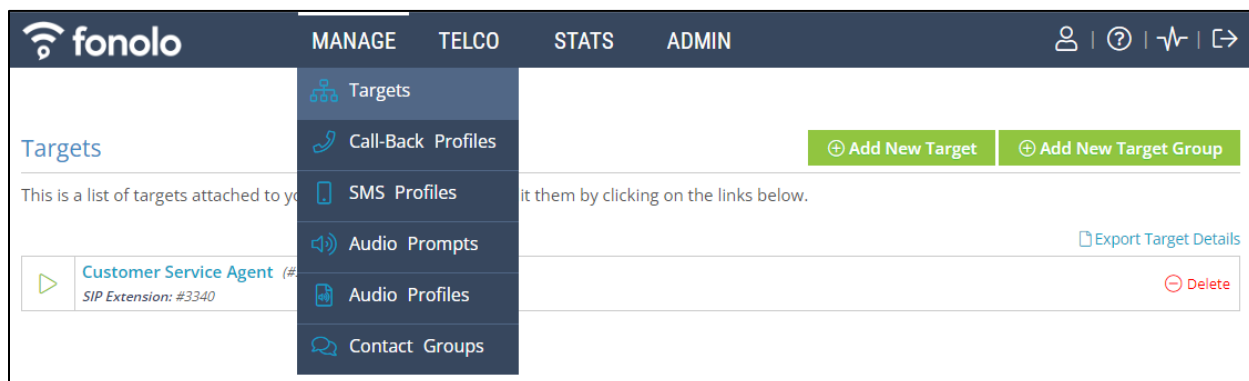 fonolo MANAGE TELCO STATS ADMIN
Targets
Call-Back Profiles
SMS Profiles
Audio Prompts
Audio Profiles
Contact Groups
Targets
Add New Target
Add New Target Group
This is a list of targets attached to it them by clicking on the links below.
Export Target Details
Customer Service Agent (#
SIP Extension: #3340
Delete